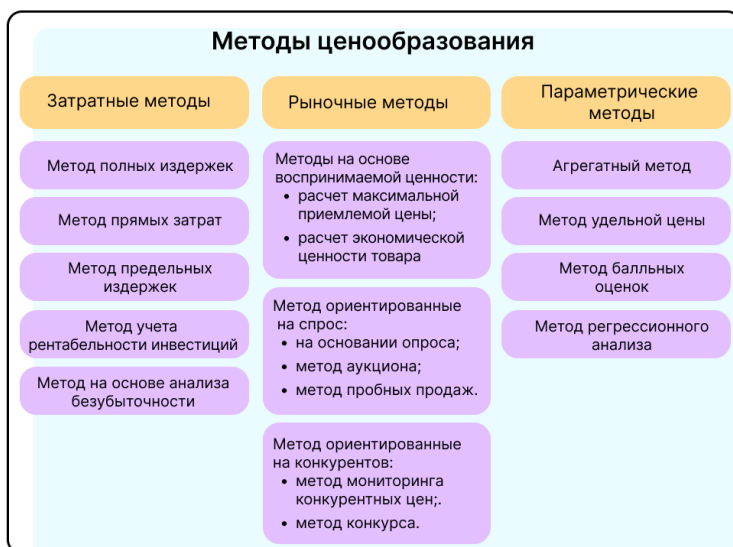 Методы ценообразования
Затратные методы
Метод полных издержек
Метод прямых затрат
Метод предельных
издержек
Метод учета
рентабельности инвестиций
Метод на основе анализа
безубыточности
Рыночные методы
Методы на основе
воспринимаемой ценности:
• расчет максимальной
приемлемой цены;
• расчет экономической
ценности товара
Метод ориентированные
на спрос:
• на основании опроса;
• метод аукциона;
• метод пробных продаж.
Метод ориентированные
на конкурентов:
• метод мониторинга
конкурентных цен;.
• метод конкурса.
Параметрические
методы
Агрегатный метод
Метод удельной цены
Метод балльных
оценок
Метод регрессионного
анализа